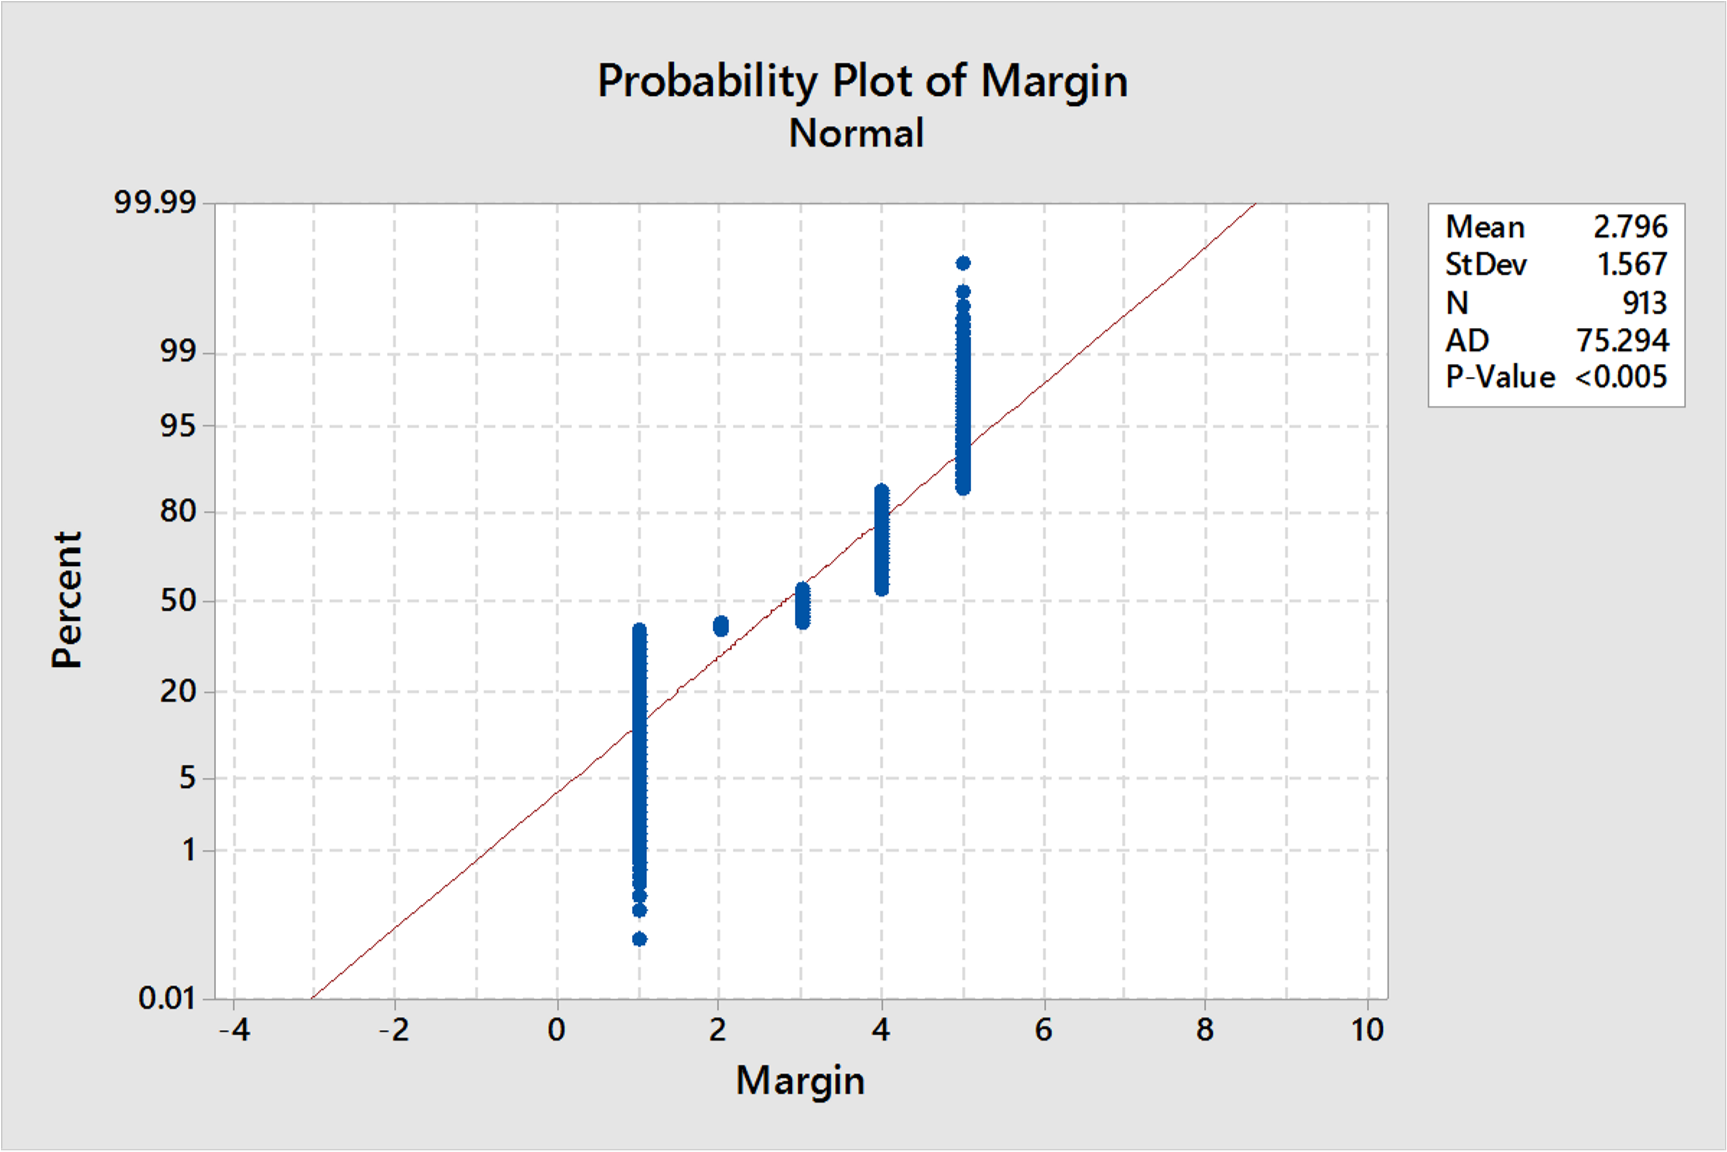 Probability Plot of Margin
Normal
99.99
99
95
80
50
20
5
1
0.01
Percent
-4 -2 0 2 4 6 8 10
Margin
Mean 2.796
StDev 1.567
N 913
AD 75.294
P-Value <0.005